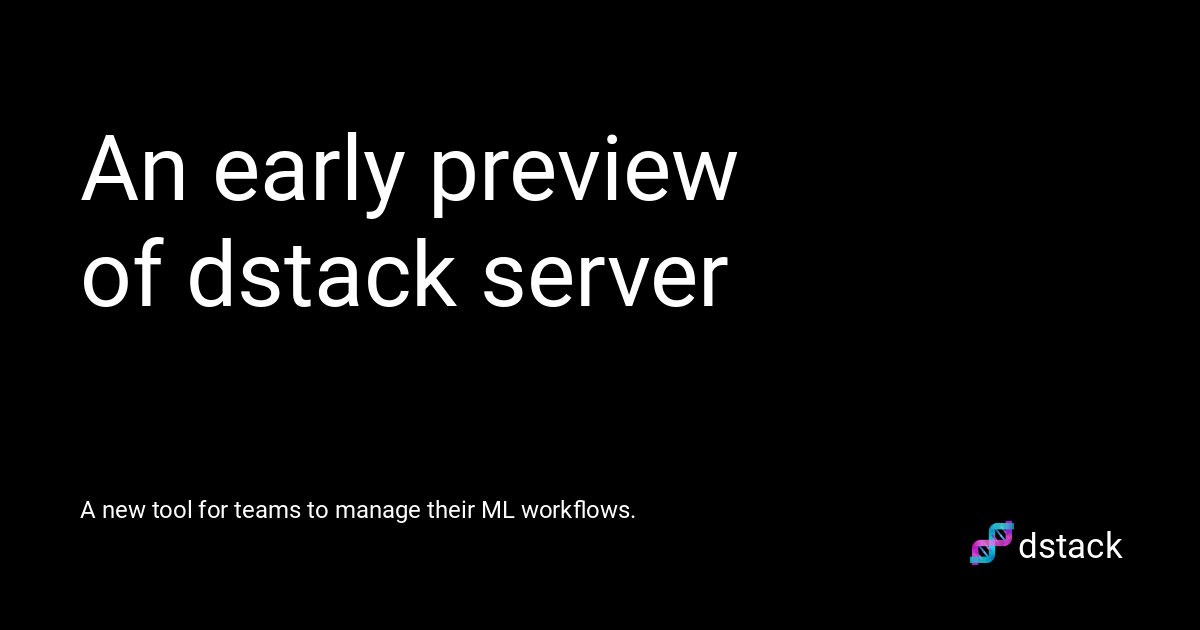 An early preview
of dstack server
A new tool for teams to manage their ML workflows.
dstack